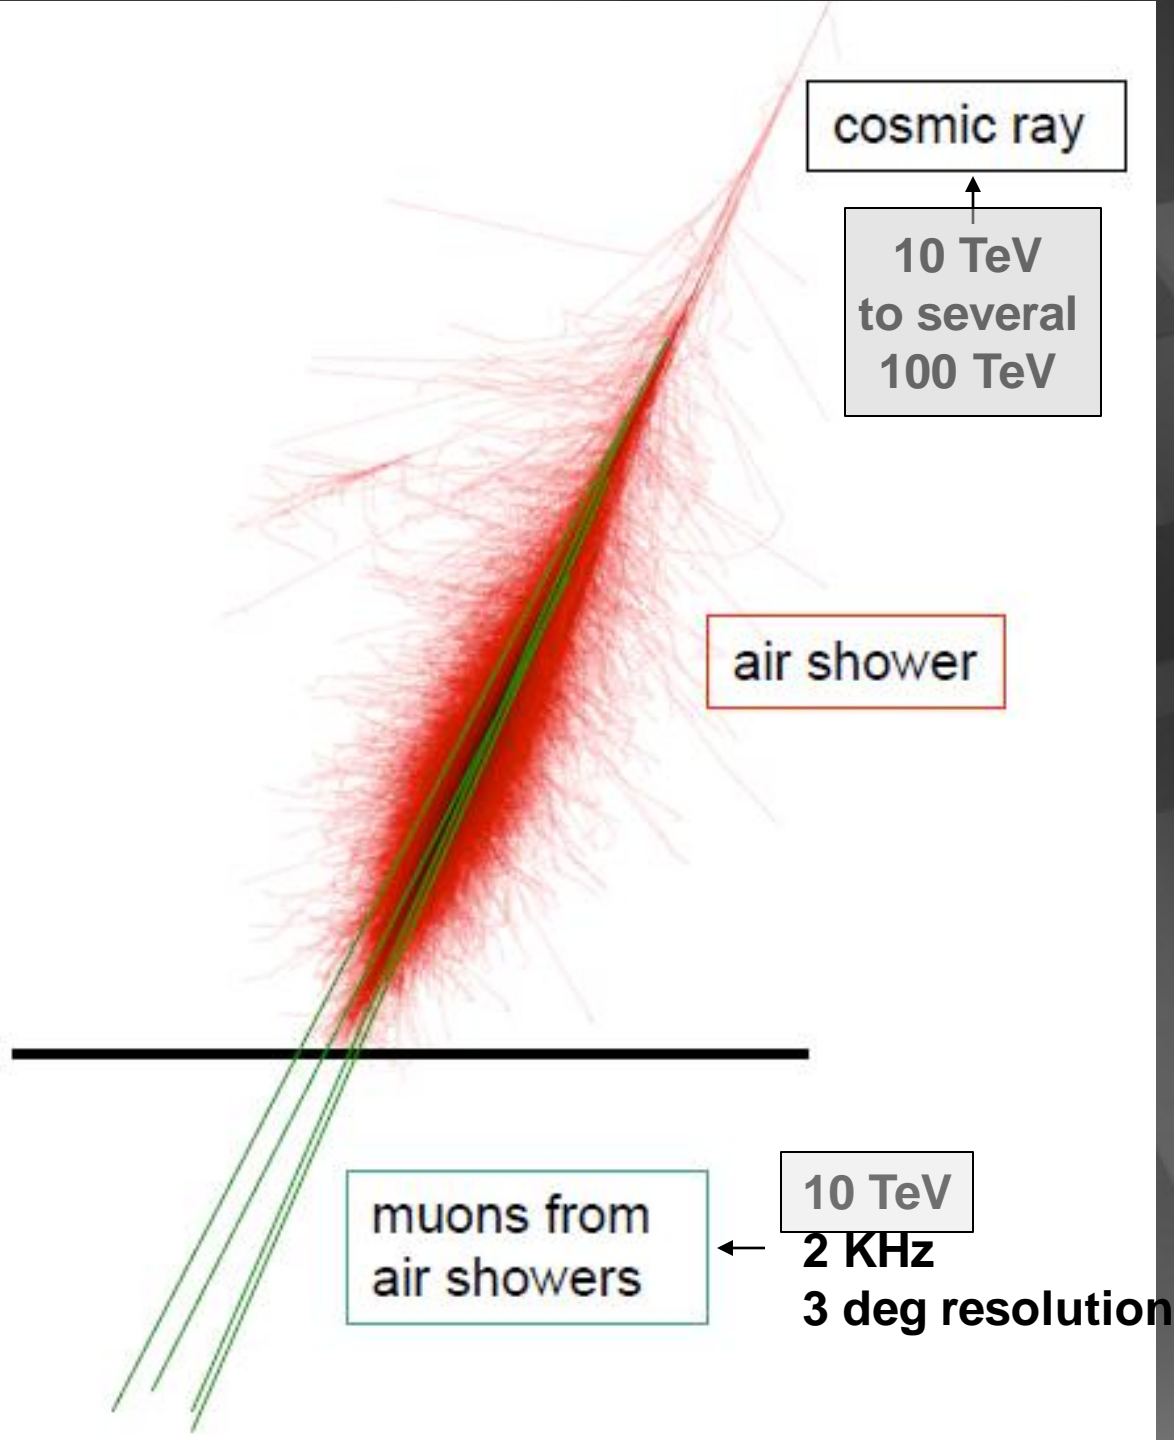 cosmic ray
10 TeV
to several
100 TeV
air shower
muons from
air showers
10 TeV
2 KHz
3 deg resolution